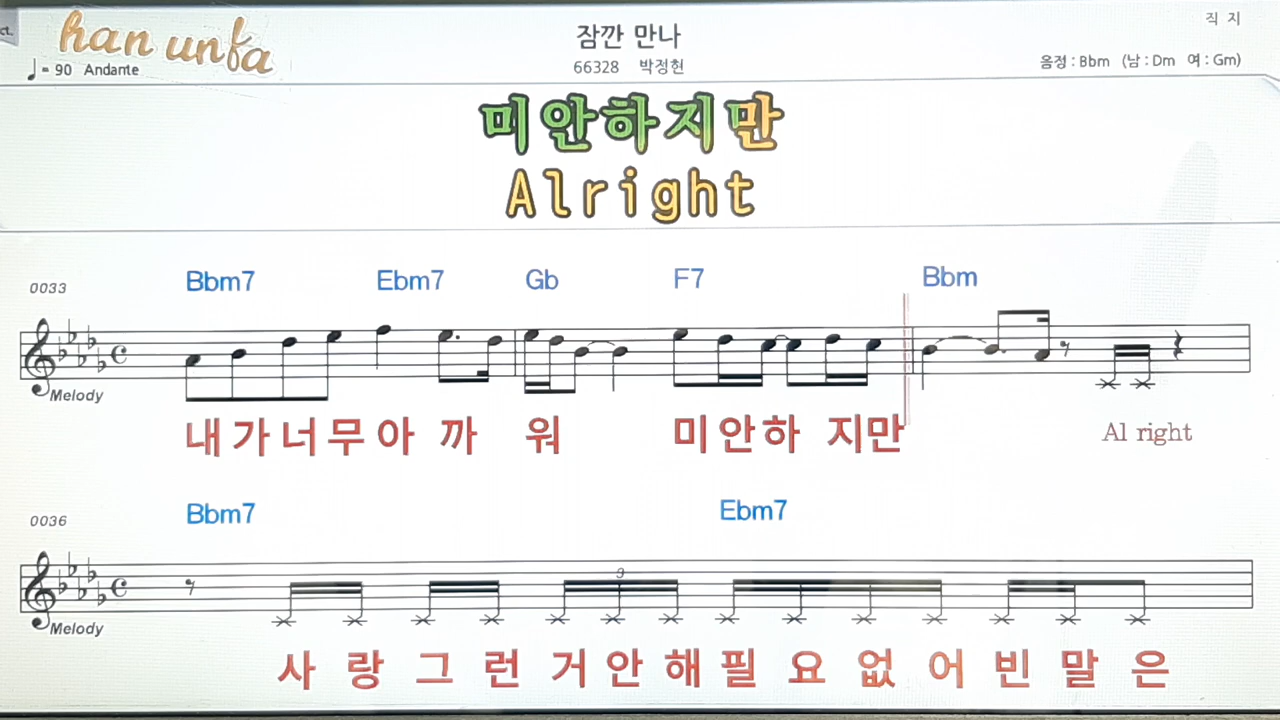 ct.
han unfa
♩= 90 Andante
잠깐 만나
66328 박정현
직 지
음정 : Bbm (남 : Dm 여 : Gm)
미안하지만
Alright
0033
Bbm7 Ebm7 Gb F7 Bbm
Melody
내 가 너 무 아 까 워 미 안 하 지 만 Al right
0036
Bbm7 Ebm7
3
Melody
사 랑 그 런 거 안 해 필 요 없 어 빈 말 은